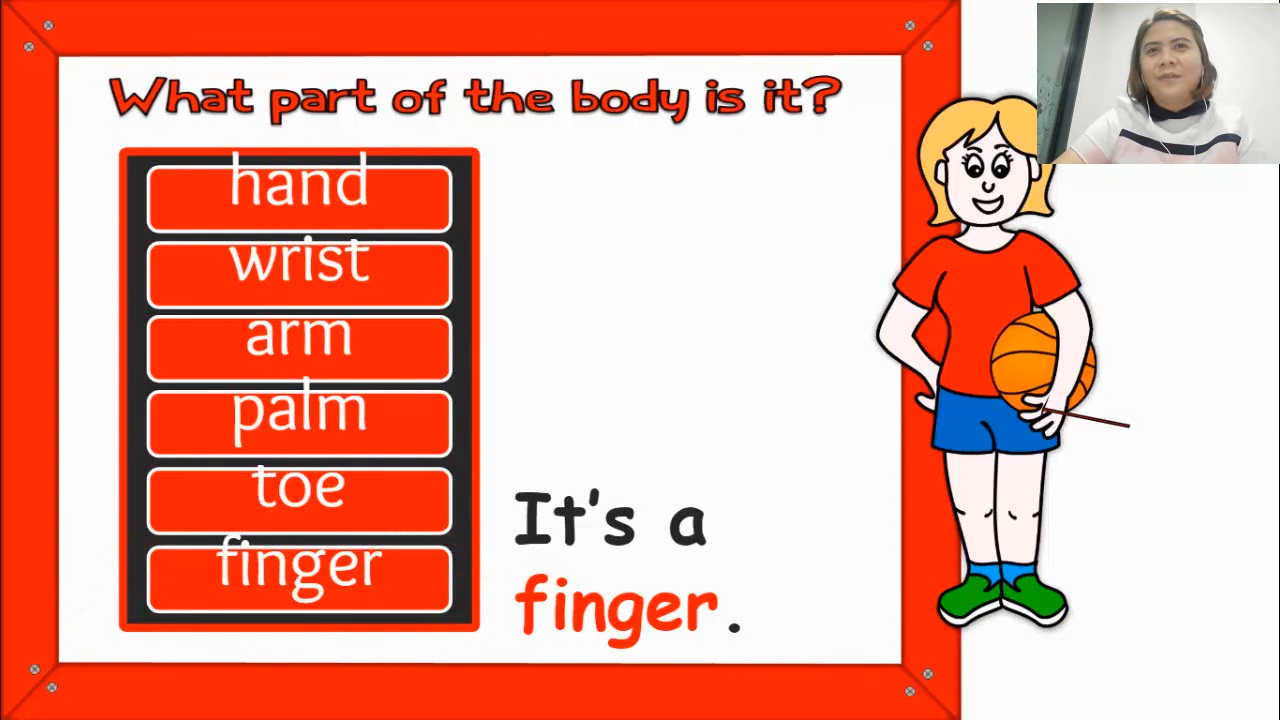 What part of the body is it?
hand
wrist
arm
palm
toe
finger
It's a
finger.